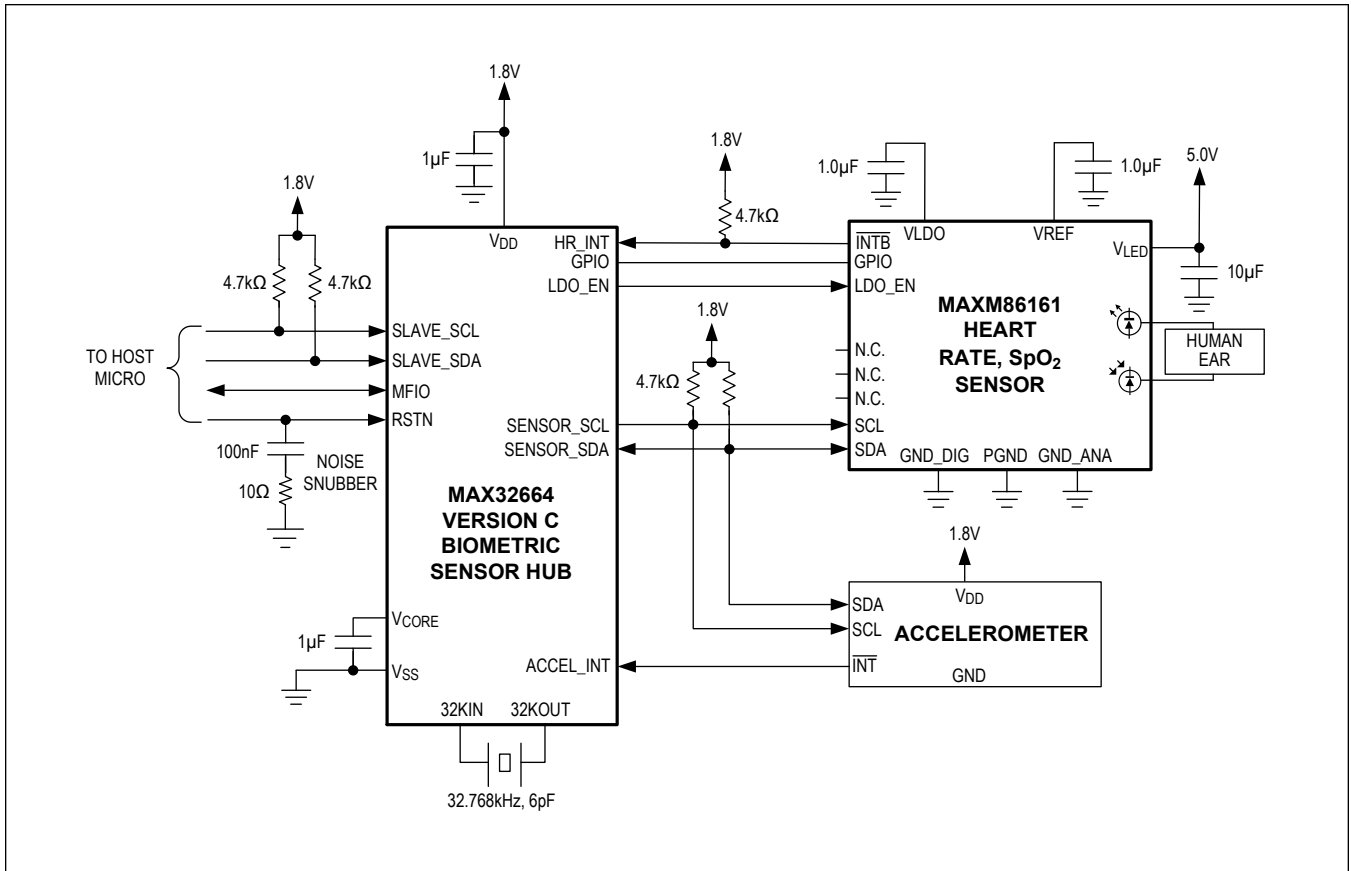 1.8V
1µF
1.8V
4.7kΩ
4.7kΩ
TO HOST
MICRO
SLAVE_SCL
SLAVE_SDA
MFIO
RSTN
100nF
10Ω
NOISE
SNUBBER
VDD
HR_INT
GPIO
LDO_EN
SENSOR_SCL
SENSOR_SDA
MAX32664
VERSION C
BIOMETRIC
SENSOR HUB
VCORE
1µF
VSS
ACCEL_INT
32KIN
32KOUT
32.768kHz, 6pF
1.8V
4.7kΩ
1.8V
4.7kΩ
1.0µF
1.0µF
5.0V
10µF
VLDO
VREF
INTB
GPIO
LDO_EN
VLED
MAXM86161
HEART
RATE, SpO2
SENSOR
N.C.
N.C.
N.C.
SCL
SDA
GND_DIG
PGND
GND_ANA
HUMAN
EAR
1.8V
VDD
SDA
SCL
ACCELEROMETER
INT
GND